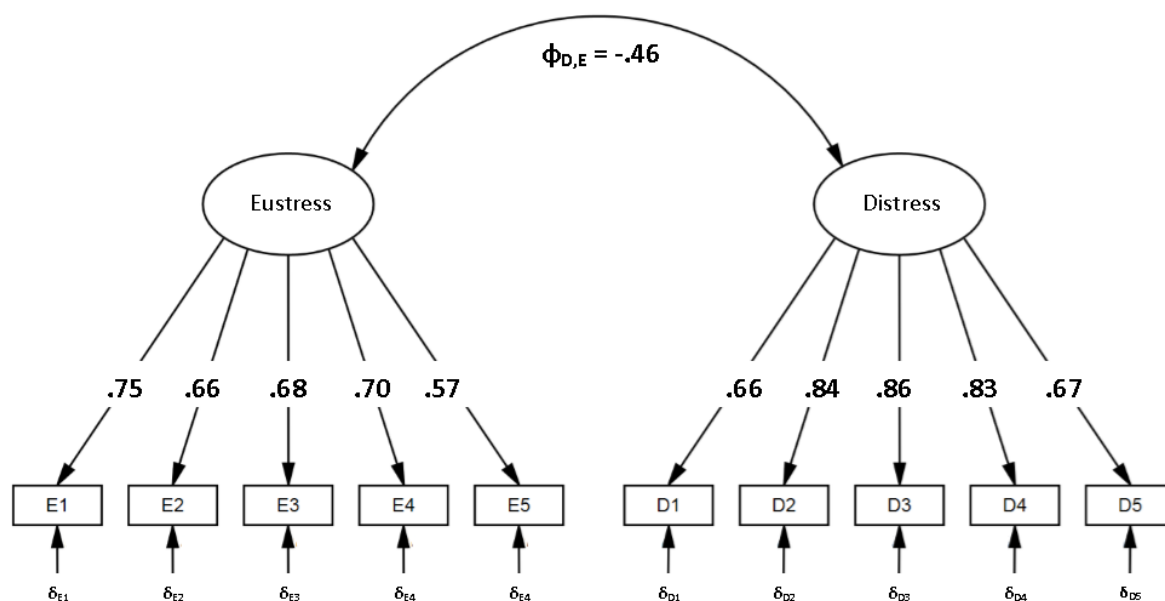 ϕD,E = -.46
Eustress Distress
.75 .66 .68 .70 .57 .66 .84 .86 .83 .67
E1 E2 E3 E4 E5 D1 D2 D3 D4 D5
δE1 δE2 δE3 δE4 δE4 δD1 δD2 δD3 δD4 δD5